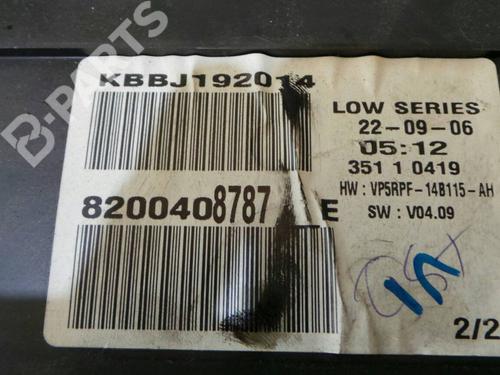 B-PARTS
KBBJ192014
LOW SERIES
22-09-06
05:12
351 1 0419
HW : VP5RPF-14B115-AH
SW : V04.09
8200408787__E
2/2